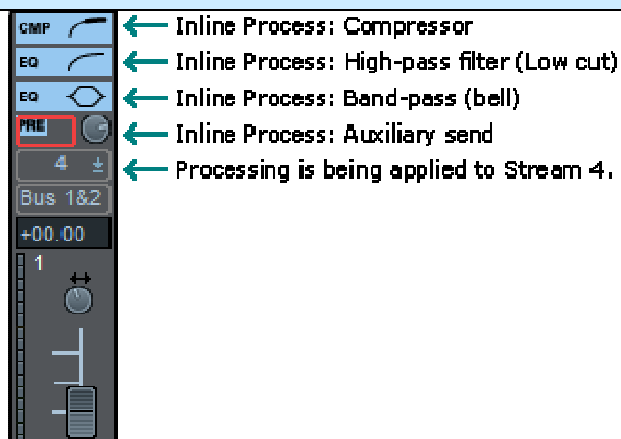 CMP Inline Process: Compressor
EQ Inline Process: High-pass filter (Low cut)
EQ Inline Process: Band-pass (bell)
PRE Inline Process: Auxiliary send
4 Processing is being applied to Stream 4.
Bus 1&2
+00.00
1